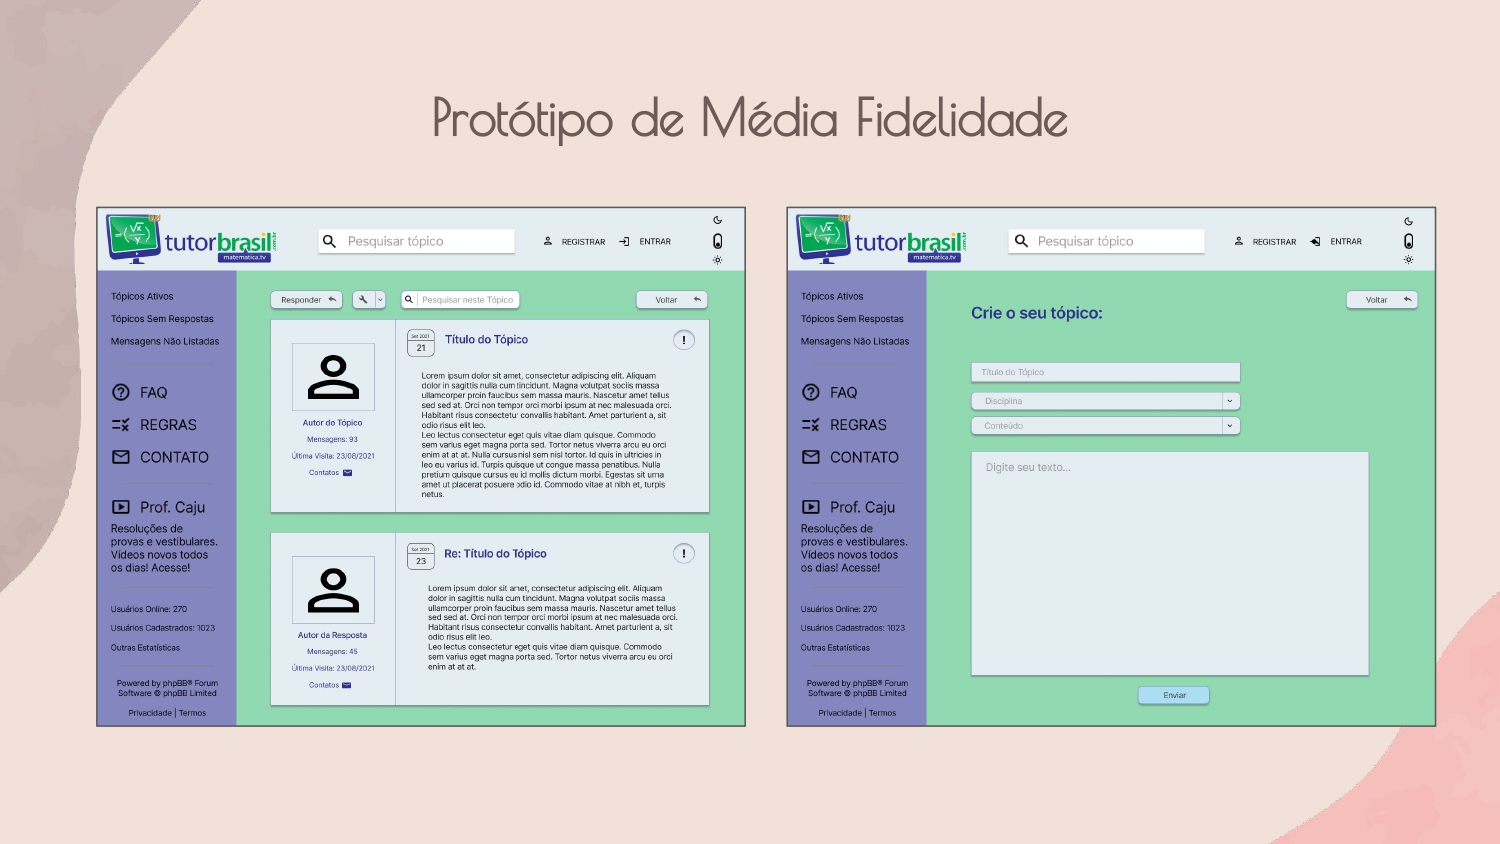 Protótipo de Média Fidelidade
=(√x/y)
tutorbrasil
matematica.tv
Pesquisar tópico
REGISTRAR
ENTRAR
Tópicos Ativos
Tópicos Sem Respostas
Mensagens Não Listadas
FAQ
REGRAS
CONTATO
Prof. Caju
Resoluções de
provas e vestibulares.
Vídeos novos todos
os dias! Acesse!
Usuários Online: 270
Usuários Cadastrados: 1023
Outras Estatísticas
Powered by phpBB® Forum
Software © phpBB Limited
Privacidade | Termos
Responder
Pesquisar neste Tópico
Voltar
Autor do Tópico
Mensagens: 93
Última Visita: 23/08/2021
Contatos
Set 2021
21
Título do Tópico
!
Lorem ipsum dolor sit amet, consectetur adipiscing elit. Aliquam
dolor in sagittis nulla cum tincidunt. Magna volutpat sociis massa
ullamcorper proin faucibus sem massa mauris. Nascetur amet tellus
sed sed at. Orci non tempor orci morbi ipsum at nec malesuada orci.
Habitant risus consectetur convallis habitant. Amet parturient a, sit
odio risus elit leo.
Leo lectus consectetur eget quis vitae diam quisque. Commodo
sem varius eget magna porta sed. Tortor netus viverra arcu eu orci
enim at at at. Nulla cursus nisl sem nisl tortor. Id quis in ultricies in
leo eu varius id. Turpis quisque ut congue massa penatibus. Nulla
pretium quisque cursus eu id mollis dictum morbi. Egestas sit urna
amet ut placerat posuere odio id. Commodo vitae at nibh et, turpis
netus.
Autor da Resposta
Mensagens: 45
Última Visita: 23/08/2021
Contatos
Set 2021
23
Re: Título do Tópico
!
Lorem ipsum dolor sit amet, consectetur adipiscing elit. Aliquam
dolor in sagittis nulla cum tincidunt. Magna volutpat sociis massa
ullamcorper proin faucibus sem massa mauris. Nascetur amet tellus
sed sed at. Orci non tempor orci morbi ipsum at nec malesuada orci.
Habitant risus consectetur convallis habitant. Amet parturient a, sit
odio risus elit leo.
Leo lectus consectetur eget quis vitae diam quisque. Commodo
sem varius eget magna porta sed. Tortor netus viverra arcu eu orci
enim at at at.
=(√x/y)
tutorbrasil
matematica.tv
Pesquisar tópico
REGISTRAR
ENTRAR
Tópicos Ativos
Tópicos Sem Respostas
Mensagens Não Listadas
FAQ
REGRAS
CONTATO
Prof. Caju
Resoluções de
provas e vestibulares.
Vídeos novos todos
os dias! Acesse!
Usuários Online: 270
Usuários Cadastrados: 1023
Outras Estatísticas
Powered by phpBB® Forum
Software © phpBB Limited
Privacidade | Termos
Voltar
Crie o seu tópico:
Título do Tópico
Disciplina
Conteúdo
Digite seu texto...
Enviar